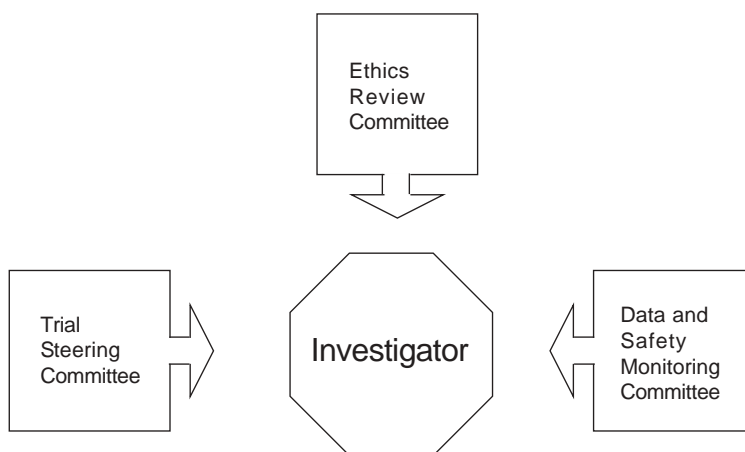 Ethics
Review
Committee
Trial
Steering
Committee
Investigator
Data and
Safety
Monitoring
Committee